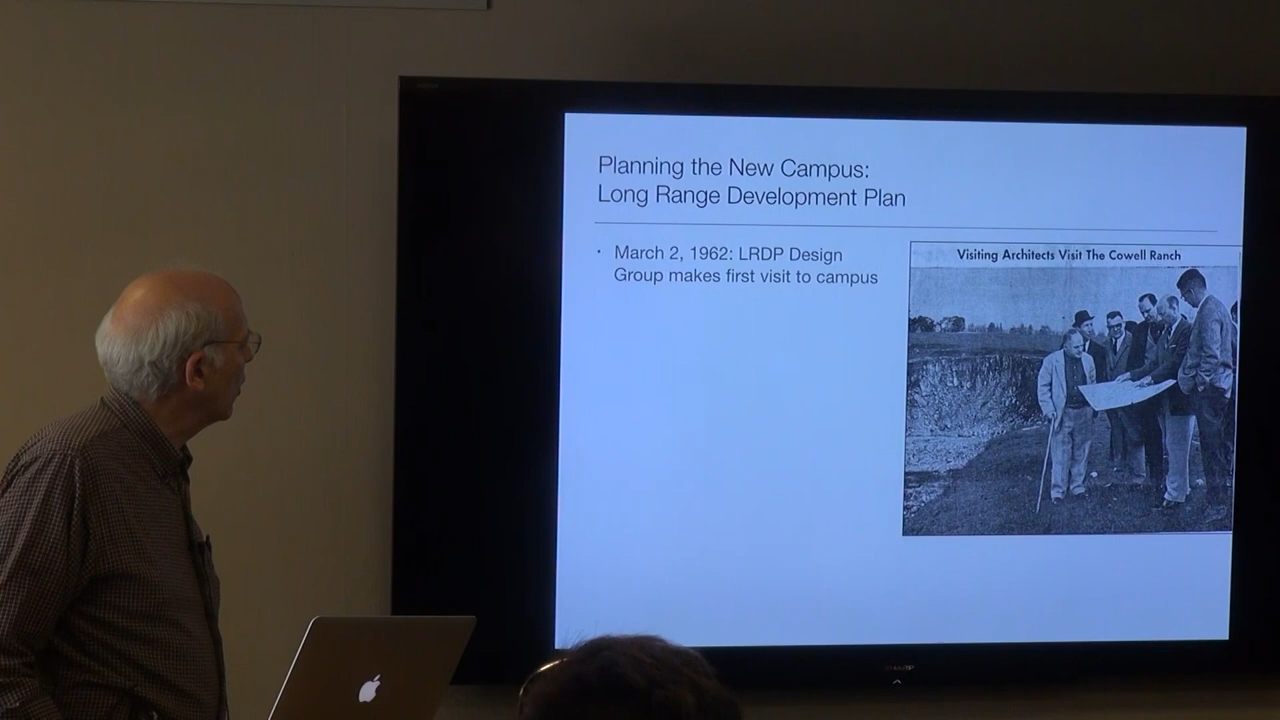 Planning the New Campus:
Long Range Development Plan
· March 2, 1962: LRDP Design
Group makes first visit to campus
Visiting Architects Visit The Cowell Ranch
SHARP